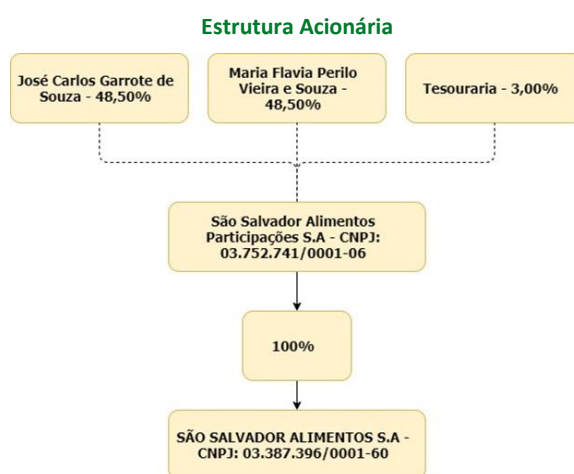 Estrutura Acionária
José Carlos Garrote de
Souza - 48,50%
Maria Flavia Perilo
Vieira e Souza -
48,50%
Tesouraria - 3,00%
São Salvador Alimentos
Participações S.A - CNPJ:
03.752.741/0001-06
100%
SÃO SALVADOR ALIMENTOS S.A -
CNPJ: 03.387.396/0001-60